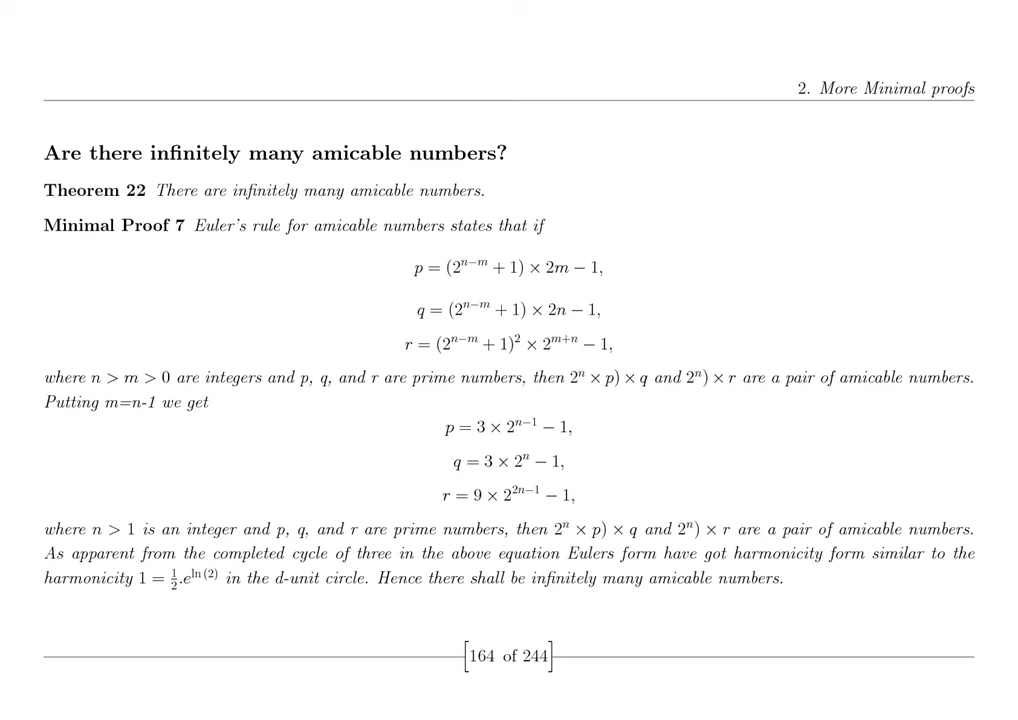 2. More Minimal proofs
Are there infinitely many amicable numbers?
Theorem 22 There are infinitely many amicable numbers.
Minimal Proof 7 Euler's rule for amicable numbers states that if
p = (2^{n−m} + 1) × 2m − 1,
q = (2^{n−m} + 1) × 2n − 1,
r = (2^{n−m} + 1)^2 × 2^{m+n} − 1,
where n > m > 0 are integers and p, q, and r are prime numbers, then 2^n × p) × q and 2^n) × r are a pair of amicable numbers.
Putting m=n-1 we get
p = 3 × 2^{n−1} − 1,
q = 3 × 2^n − 1,
r = 9 × 2^{2n−1} − 1,
where n > 1 is an integer and p, q, and r are prime numbers, then 2^n × p) × q and 2^n) × r are a pair of amicable numbers.
As apparent from the completed cycle of three in the above equation Eulers form have got harmonicity form similar to the
harmonicity 1 = \frac{1}{2}.e^{ln (2)} in the d-unit circle. Hence there shall be infinitely many amicable numbers.
[164 of 244]